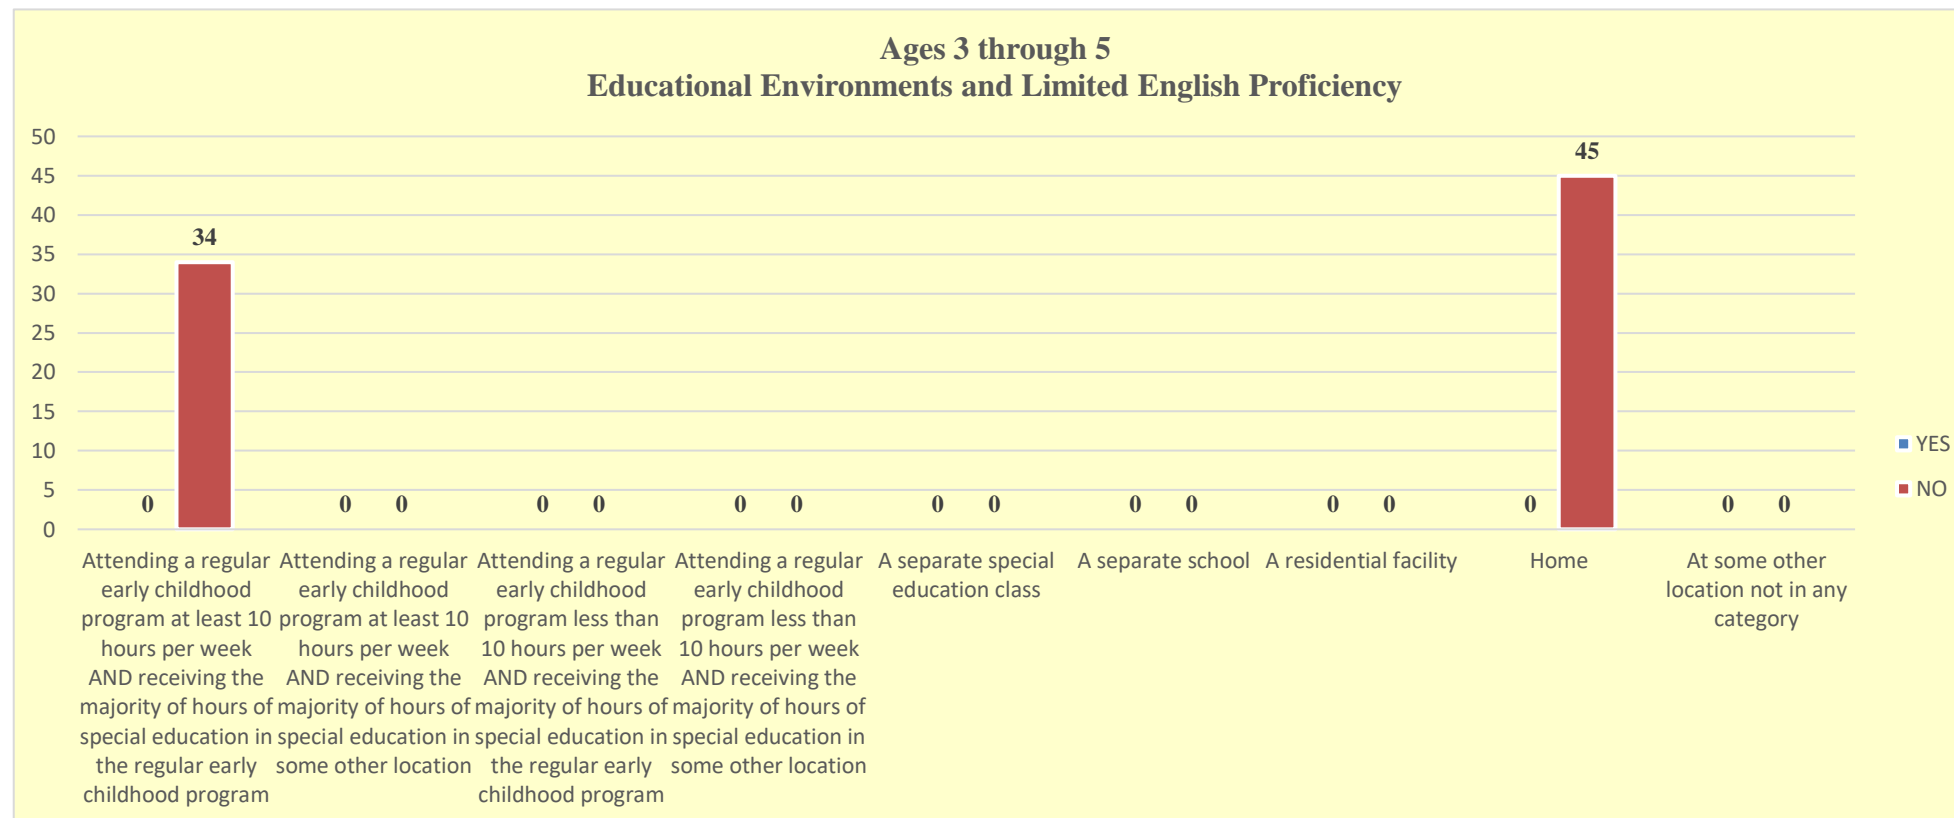 Ages 3 through 5
Educational Environments and Limited English Proficiency
50
45
40
35
30
25
20
15
10
5
0
0
34
0
0
0
0
0
0
0
0
0
0
0
0
0
45
0
0
Attending a regular
early childhood
program at least 10
hours per week
AND receiving the
majority of hours of
special education in
the regular early
childhood program
Attending a regular
early childhood
program at least 10
hours per week
AND receiving the
majority of hours of
special education in
some other location
Attending a regular
early childhood
program less than
10 hours per week
AND receiving the
majority of hours of
special education in
the regular early
childhood program
Attending a regular
early childhood
program less than
10 hours per week
AND receiving the
majority of hours of
special education in
some other location
A separate special
education class
A separate school
A residential facility
Home
At some other
location not in any
category
YES
NO